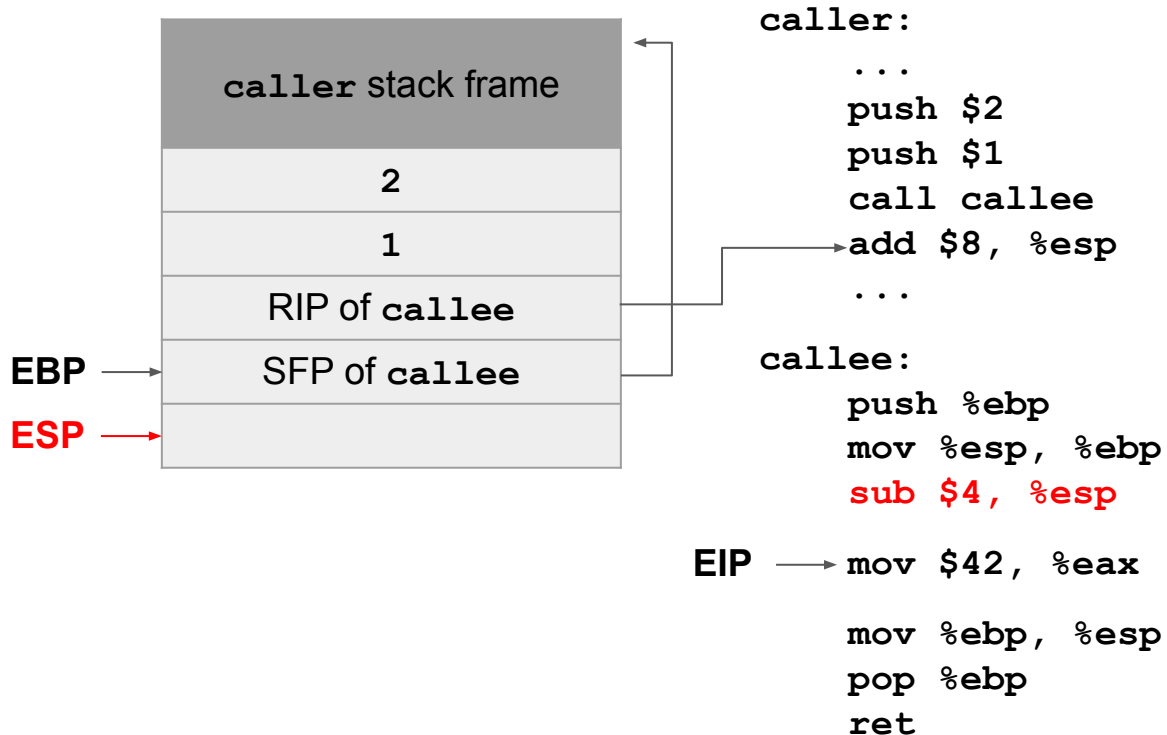 caller stack frame
2
1
RIP of callee
SFP of callee
EBP
ESP
caller:
...
push $2
push $1
call callee
add $8, %esp
...
callee:
push %ebp
mov %esp, %ebp
sub $4, %esp
EIP
mov $42, %eax
mov %ebp, %esp
pop %ebp
ret